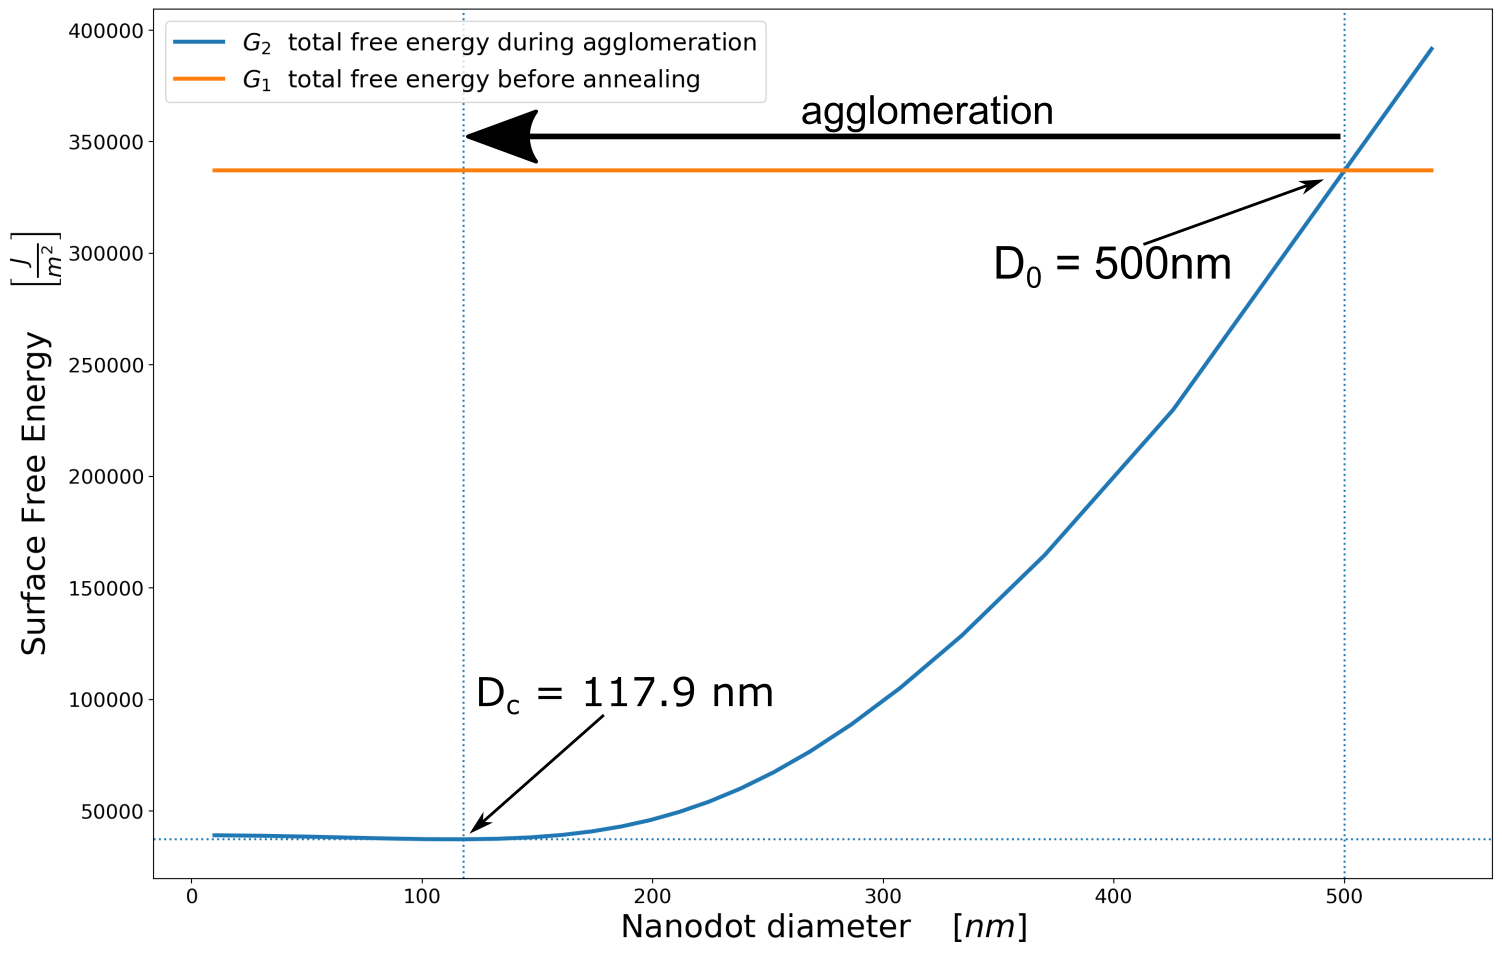 G₂ total free energy during agglomeration
G₁ total free energy before annealing
agglomeration
D₀ = 500nm
D_c = 117.9 nm
400000
350000
300000
250000
200000
150000
100000
50000
Surface Free Energy [J/m²]
0 100 200 300 400 500
Nanodot diameter [nm]